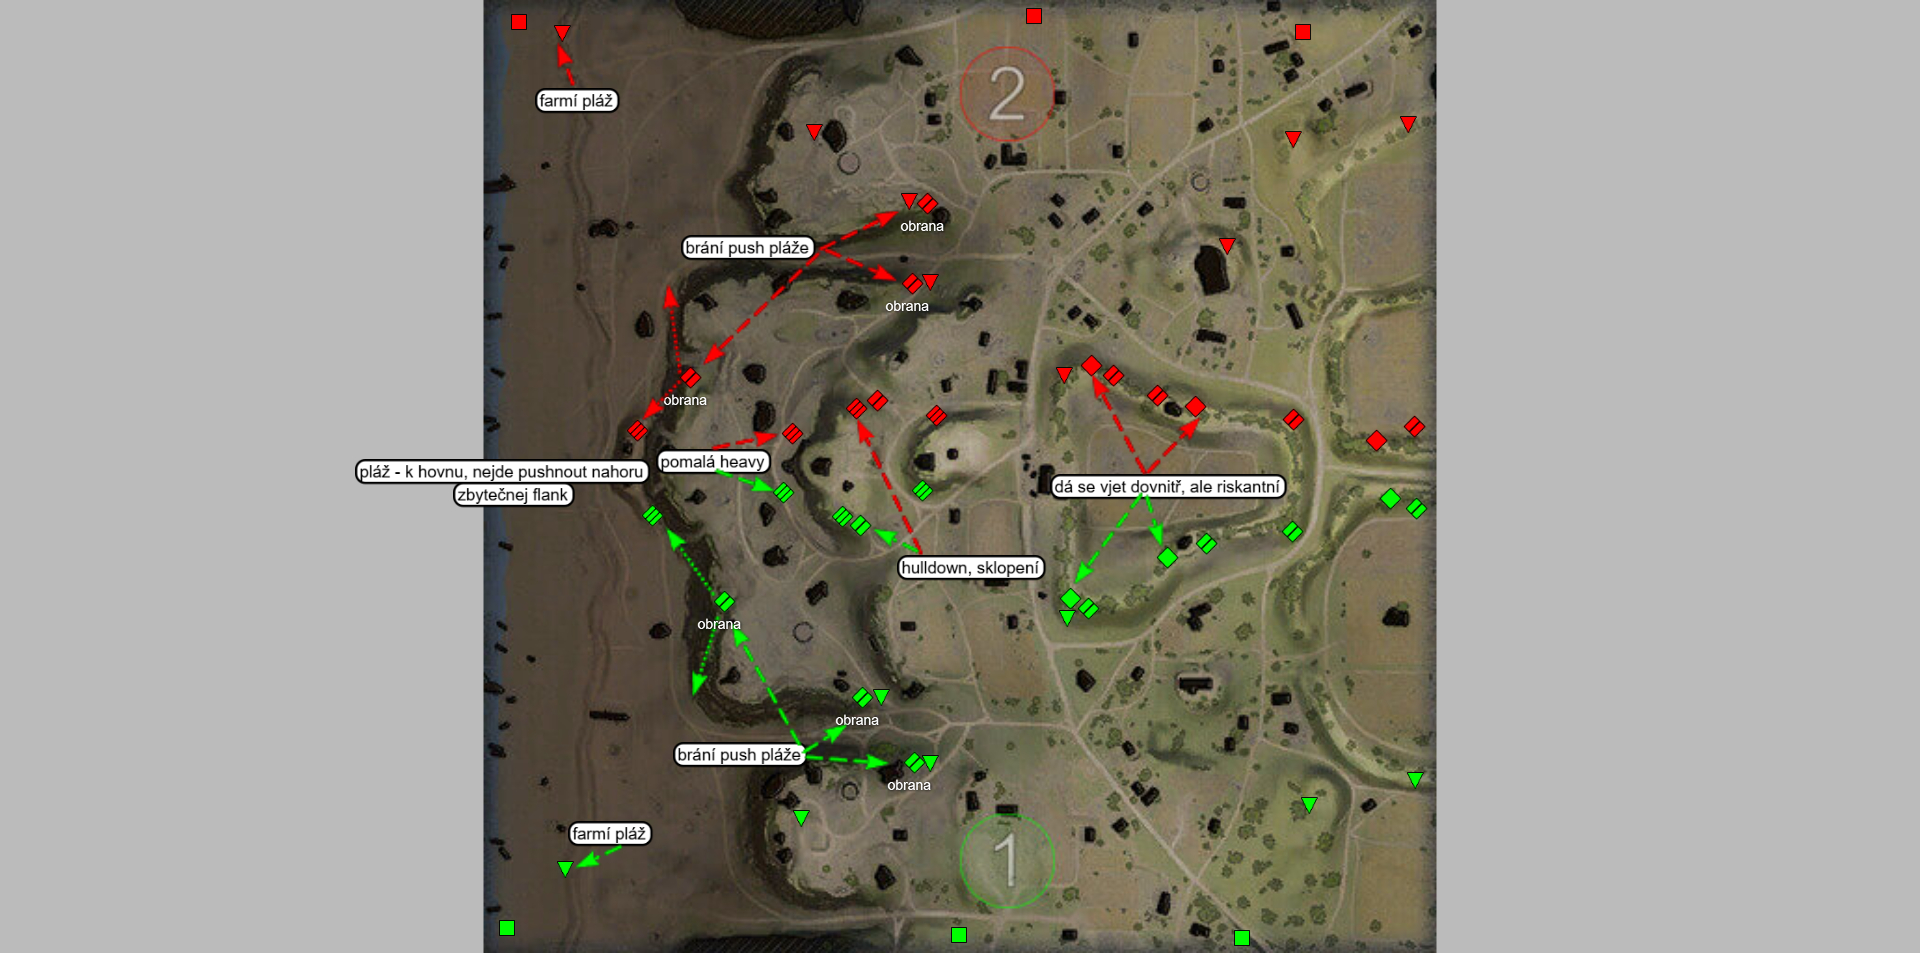 farmí pláž
2
obrana
brání push pláže
obrana
obrana
pomalá heavy
pláž - k hovnu, nejde pushnout nahoru
zbytečnej flank
dá se vjet dovnitř, ale riskantní
hulldown, sklopení
obrana
obrana
brání push pláže
obrana
farmí pláž
1